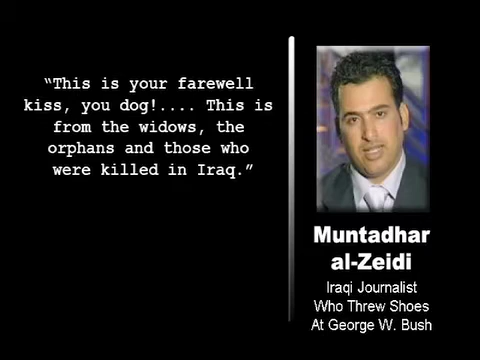 “This is your farewell
kiss, you dog!.... This is
from the widows, the
orphans and those who
were killed in Iraq.”
Muntadhar
al-Zeidi
Iraqi Journalist
Who Threw Shoes
At George W. Bush